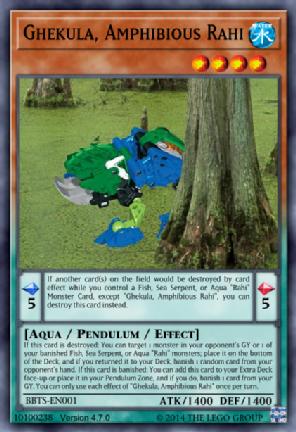 Ghekula, Amphibious Rahi
WATER
水
If another card(s) on the field would be destroyed by card
effect while you control a Fish, Sea Serpent, or Aqua "Rahi"
Monster Card, except "Ghekula, Amphibious Rahi", you can
destroy this card instead.
5
5
[Aqua / Pendulum / Effect]
If this card is destroyed: You can target 1 monster in your opponent's GY or 1 of
your banished Fish, Sea Serpent, or Aqua "Rahi" monsters; place it on the bottom
of the Deck, and if you returned it to your Deck, banish 1 random card from your
opponent's hand. If this card is banished: You can add this card to your Extra Deck
face-up or place it in your Pendulum Zone, and if you do, banish 1 card from your
GY. You can only use each effect of "Ghekula, Amphibious Rahi" once per turn.
BBTS-EN001
ATK/1400 DEF/1400
10100238 Version 4.7.0
© 2014 THE LEGO GROUP